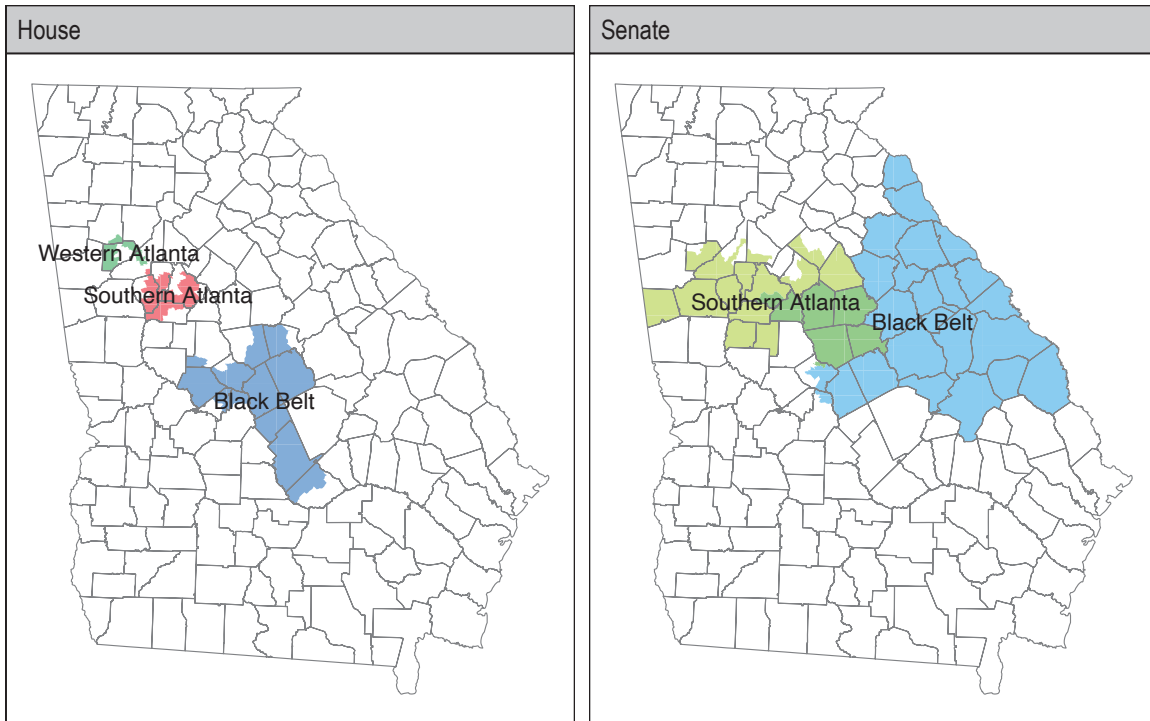 House
Senate
Western Atlanta
Southern Atlanta
Black Belt
Southern Atlanta
Black Belt